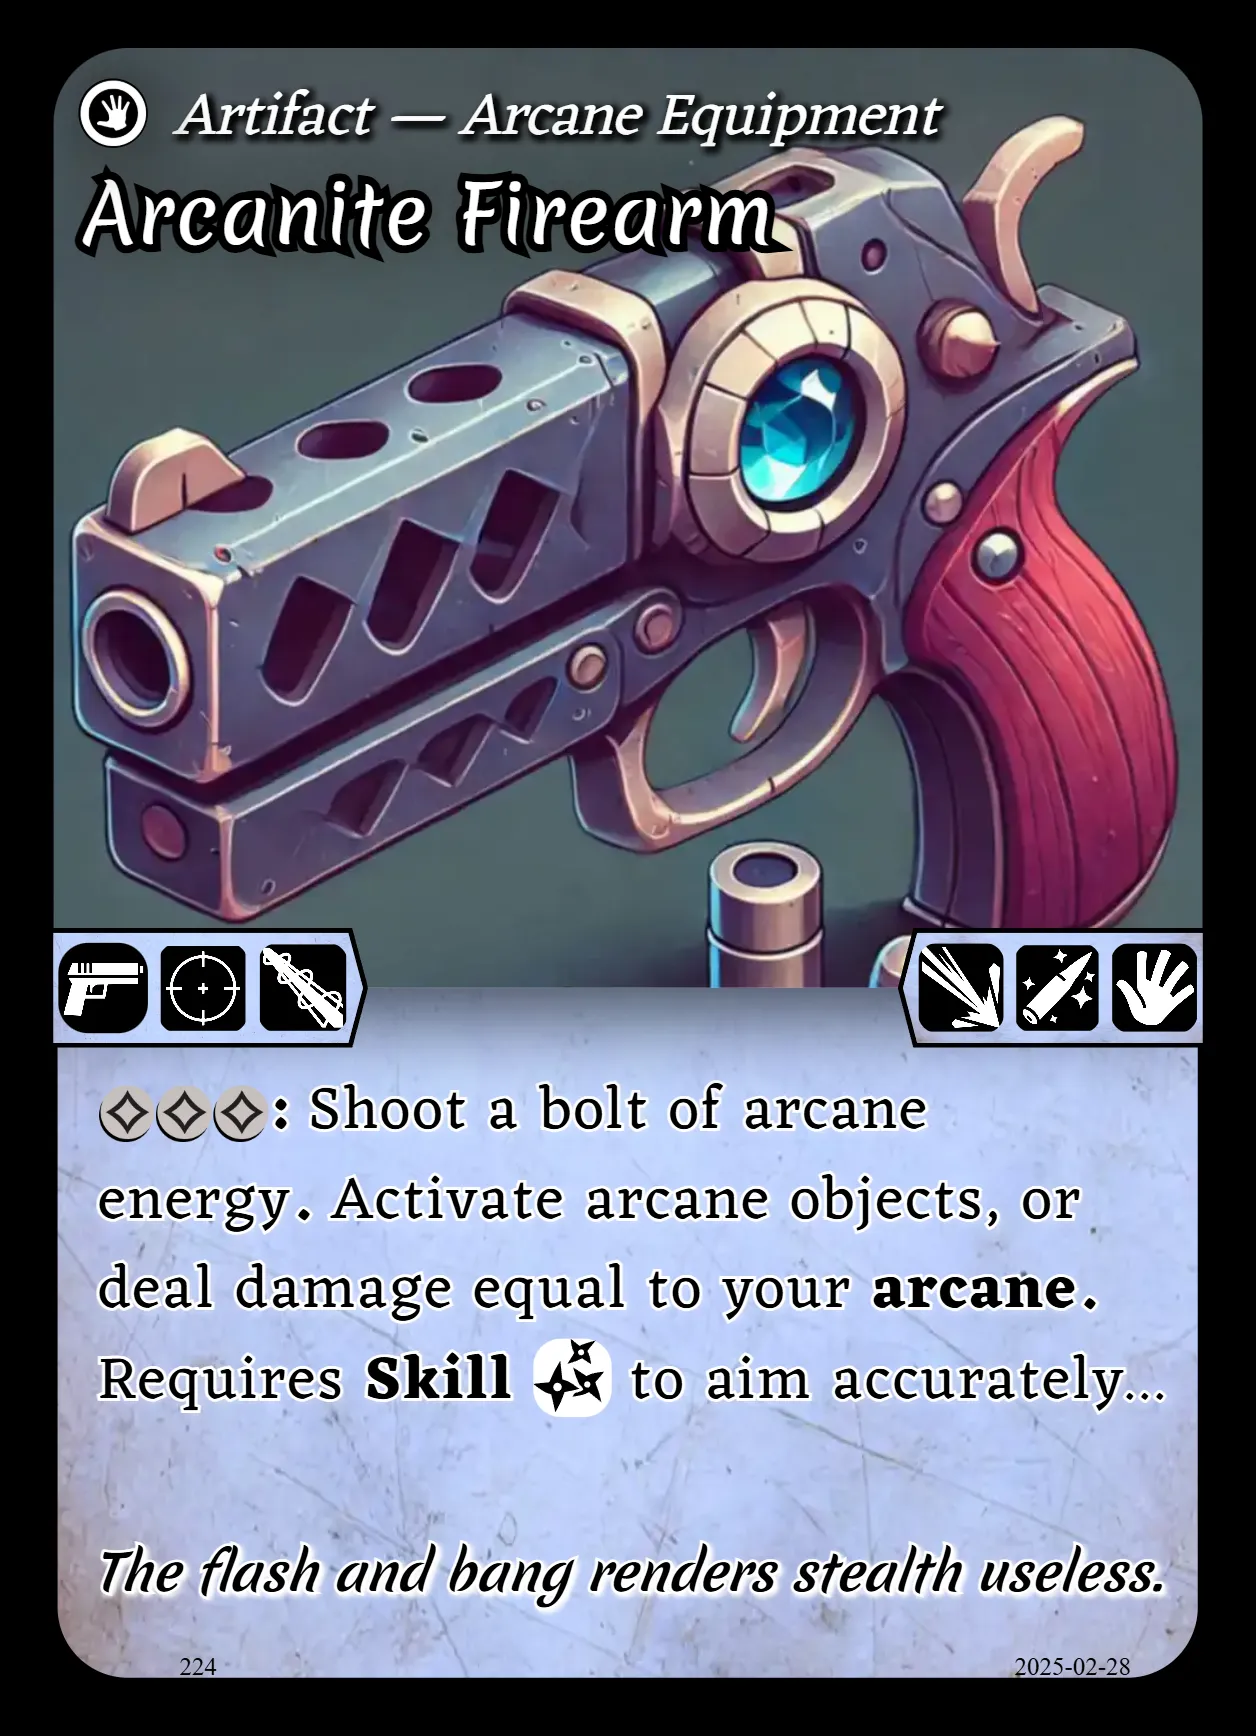 Artifact — Arcane Equipment
Arcanite Firearm
: Shoot a bolt of arcane
energy. Activate arcane objects, or
deal damage equal to your arcane.
Requires Skill to aim accurately...
The flash and bang renders stealth useless.
224
2025-02-28